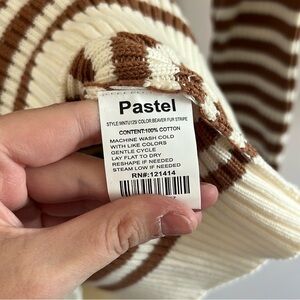 Pastel
STYLE:MNTU125' COLOR:BEAVER FUR STRIPE
CONTENT:100% COTTON
MACHINE WASH COLD
WITH LIKE COLORS
GENTLE CYCLE
LAY FLAT TO DRY
RESHAPE IF NEEDED
STEAM LOW IF NEEDED
RN#:121414